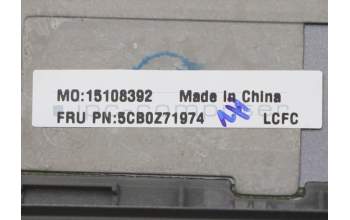 MO:15108392 Made In China
FRU PN:5CB0Z71974 LCFC